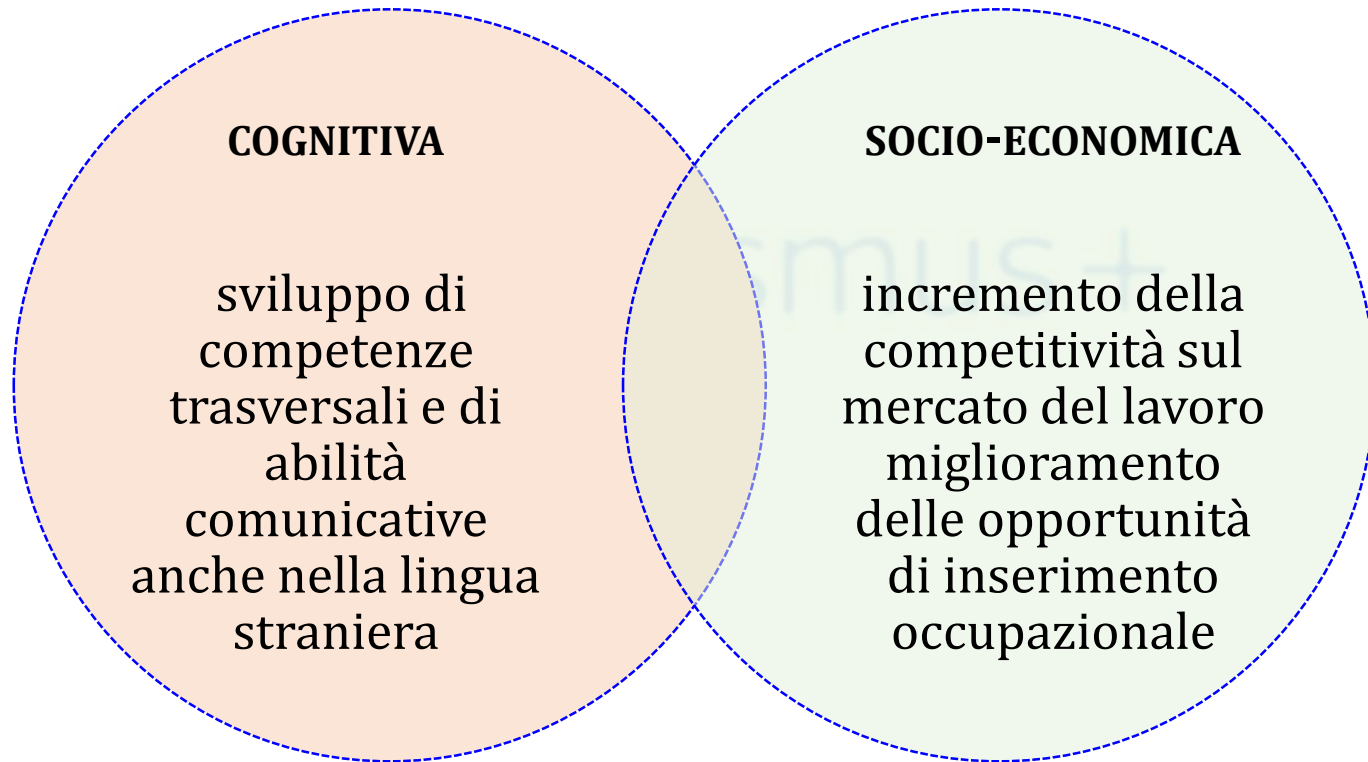 COGNITIVA
sviluppo di
competenze
trasversali e di
abilità
comunicative
anche nella lingua
straniera
SOCIO-ECONOMICA
smus+
incremento della
competitività sul
mercato del lavoro
miglioramento
delle opportunità
di inserimento
occupazionale